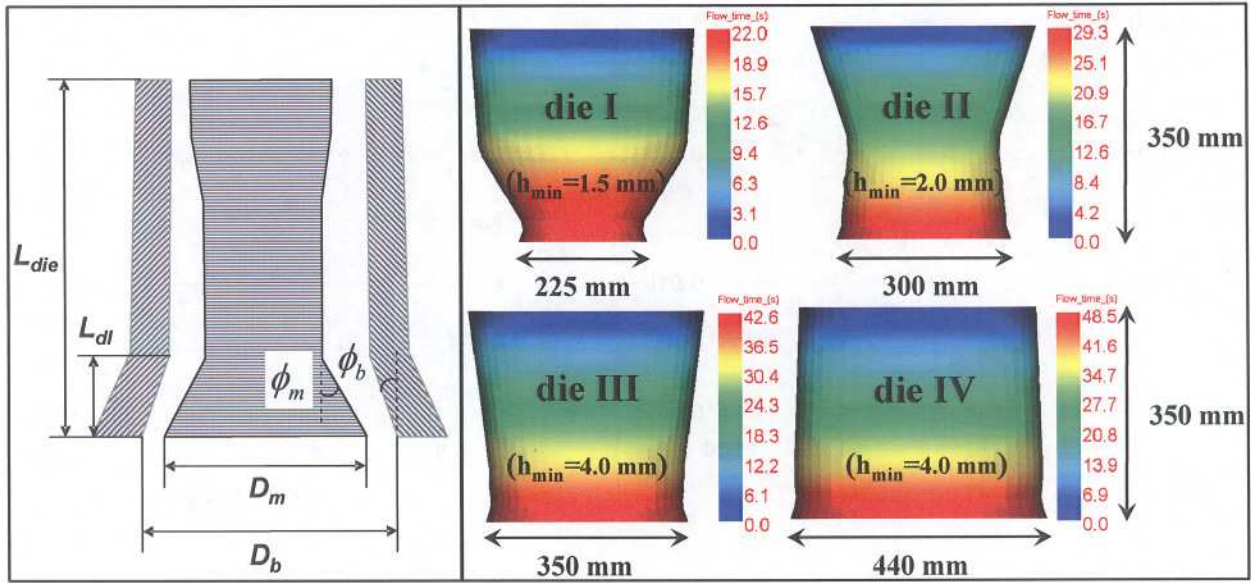 L_die
L_dl
ϕ_m
ϕ_b
D_m
D_b
Flow_time_(s)
22.0
18.9
15.7
12.6
9.4
6.3
3.1
0.0
die I
(h_min=1.5 mm)
225 mm
Flow_time_(s)
29.3
25.1
20.9
16.7
12.6
8.4
4.2
0.0
die II
(h_min=2.0 mm)
300 mm
350 mm
Flow_time_(s)
42.6
36.5
30.4
24.3
18.3
12.2
6.1
0.0
die III
(h_min=4.0 mm)
350 mm
Flow_time_(s)
48.5
41.6
34.7
27.7
20.8
13.9
6.9
0.0
die IV
(h_min=4.0 mm)
440 mm
350 mm